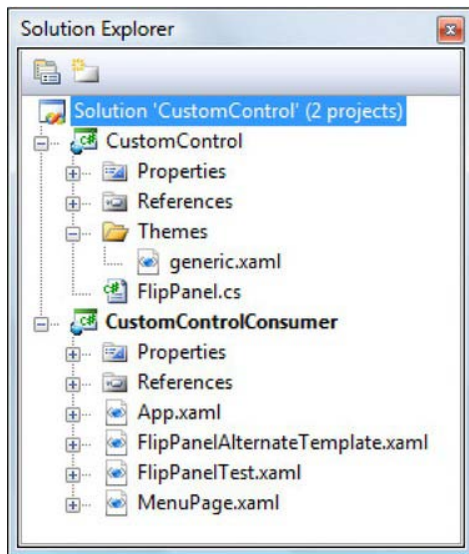 Solution Explorer
Solution 'CustomControl' (2 projects)
CustomControl
Properties
References
Themes
generic.xaml
FlipPanel.cs
CustomControlConsumer
Properties
References
App.xaml
FlipPanelAlternateTemplate.xaml
FlipPanelTest.xaml
MenuPage.xaml